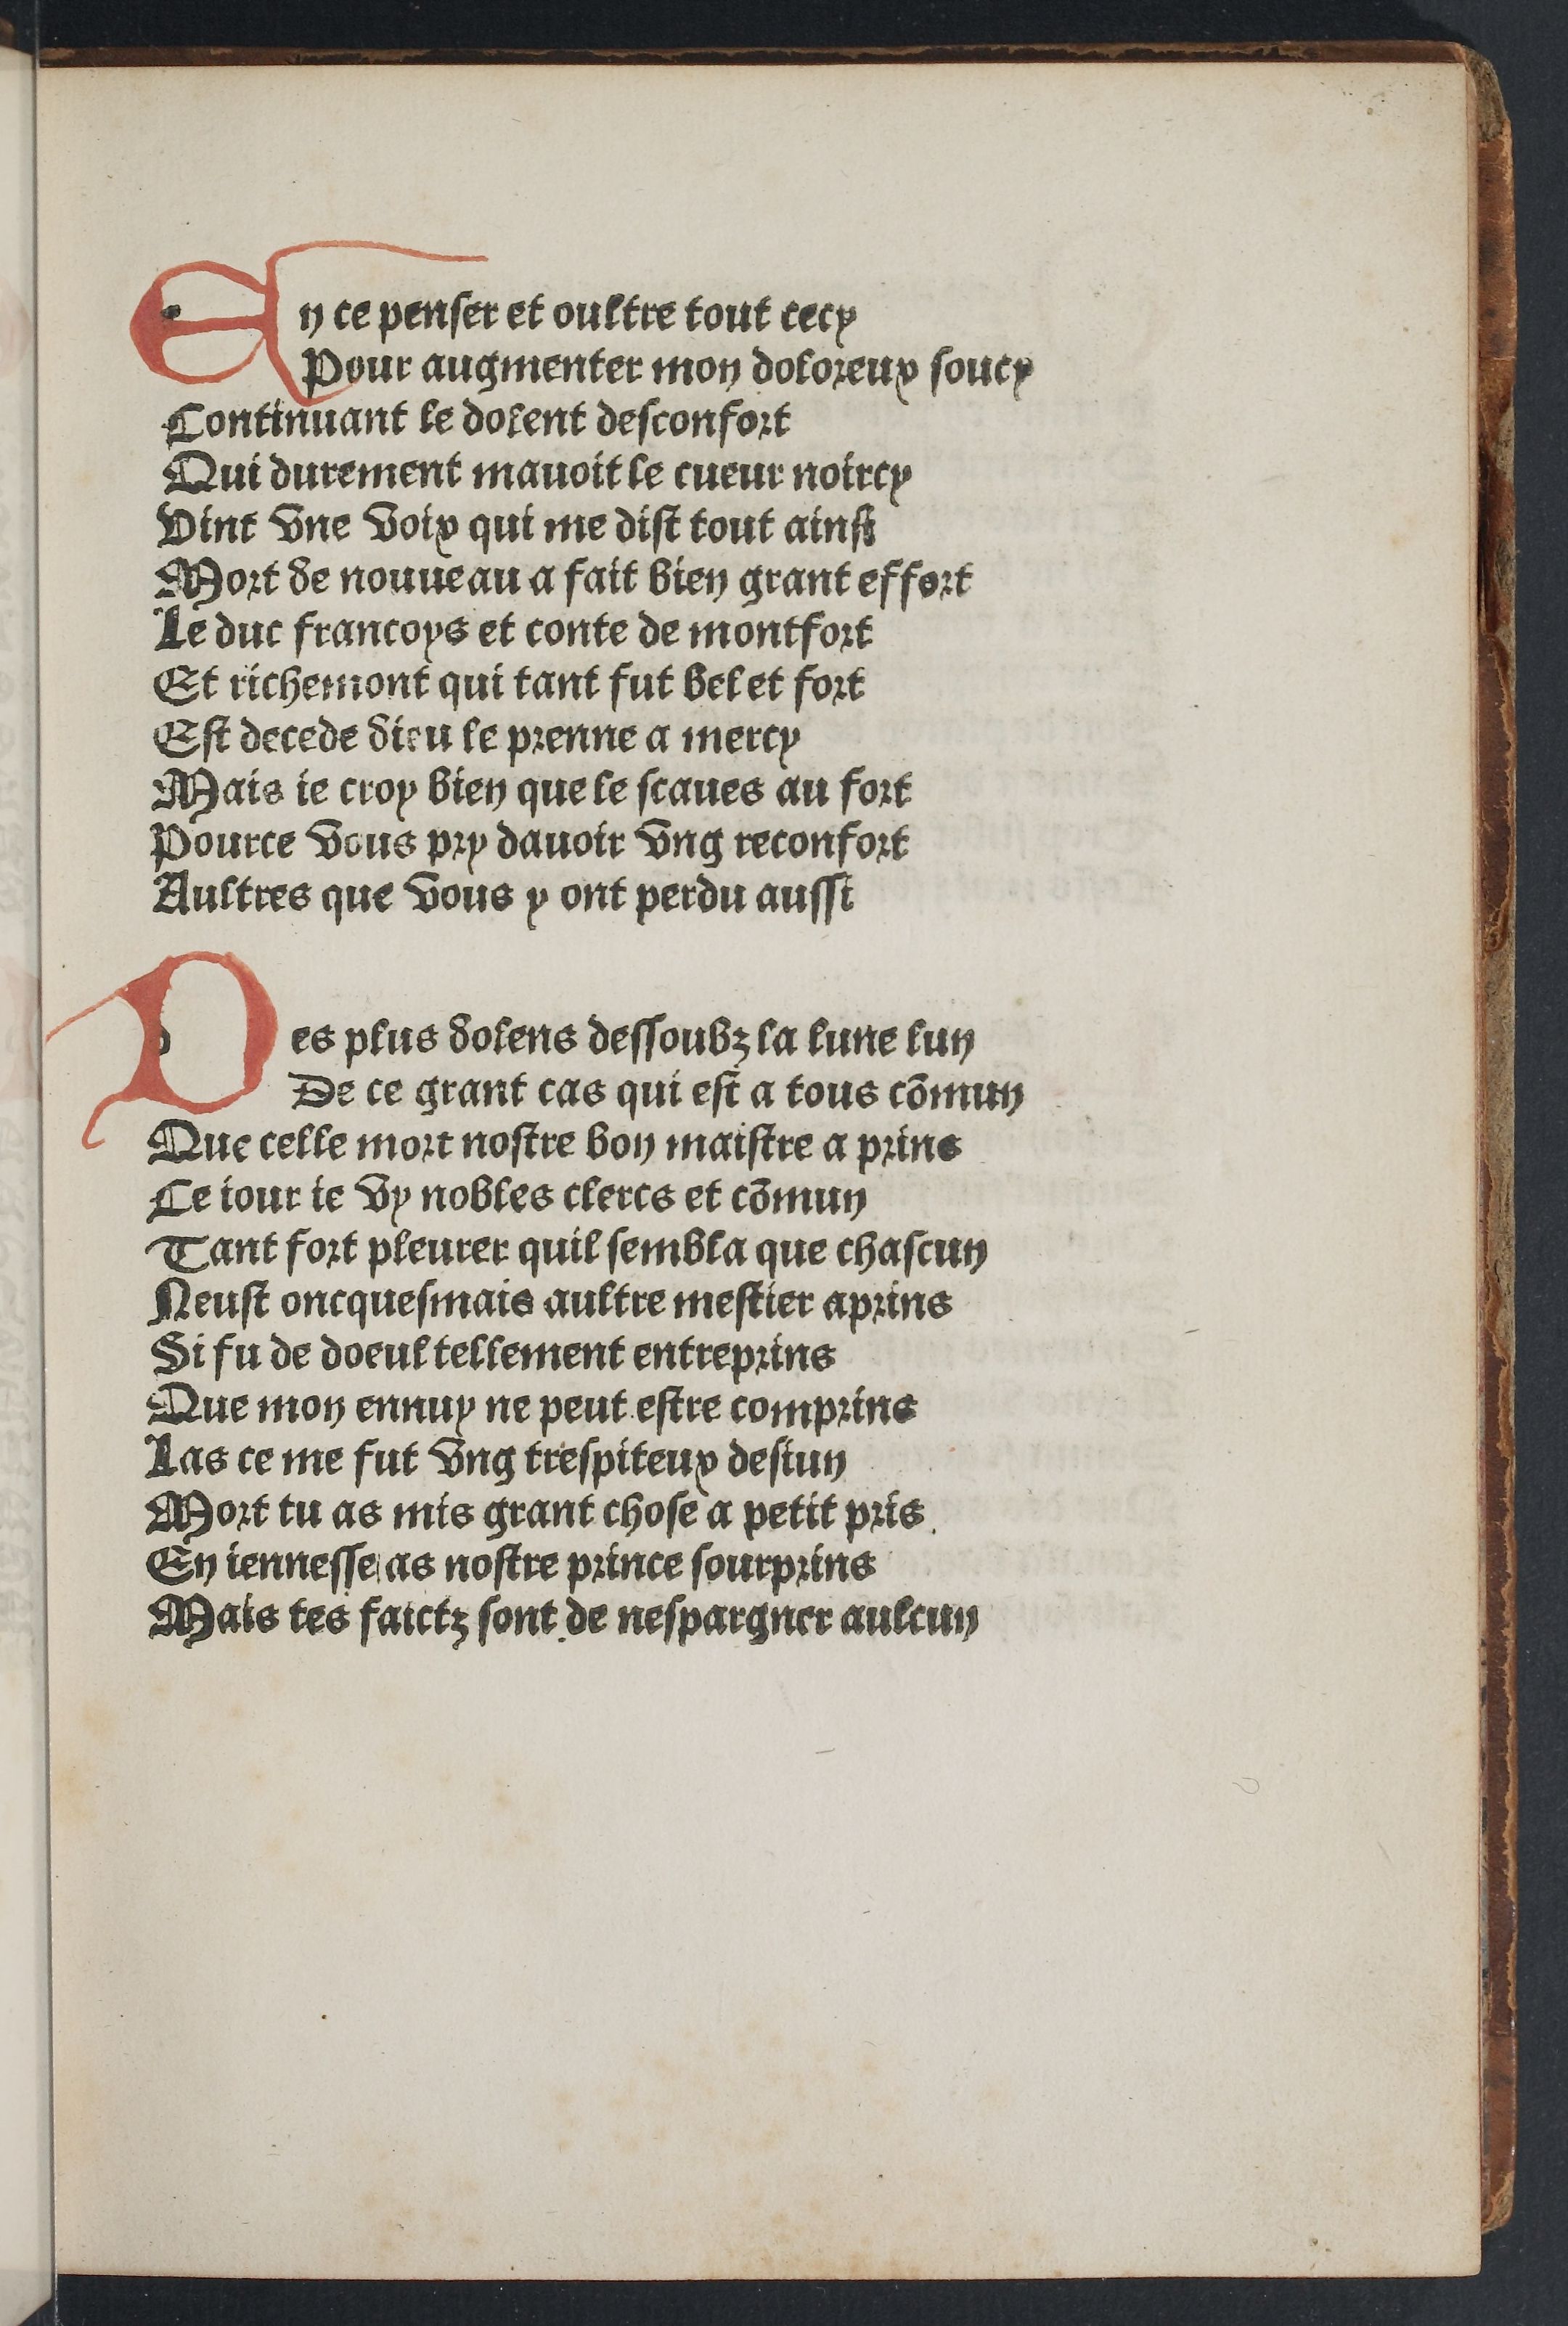 En ce penser et oultre tout cecy
Pour augmenter mon doloreux soucy
Continuant le dolent desconfort
Qui durement mauoit le cueur noircy
Vint vne voix qui me dist tout ainsi
Mort de nouueau a fait bien grant effort
Le duc francoys et conte de montfort
Et richemont qui tant fut bel et fort
Est decede dieu le prenne a mercy
Mais ie croy bien que le scaues au fort
Pource vous pry dauoir vng reconfort
Aultres que vous y ont perdu aussi
Des plus dolens dessoubz la lune lun
De ce grant cas qui est a tous cōmun
Que celle mort nostre bon maistre a prins
Ce iour ie vy nobles clercs et cōmun
Tant fort pleurer quil sembla que chascun
Neust oncquesmais aultre mestier aprins
Si fu de doeul tellement entreprins
Que mon ennuy ne peut estre comprins
Las ce me fut vng trespiteux desiun
Mort tu as mis grant chose a petit pris
En iennesse as nostre prince sourprins
Mais tes faictz sont de nespargner aulcun